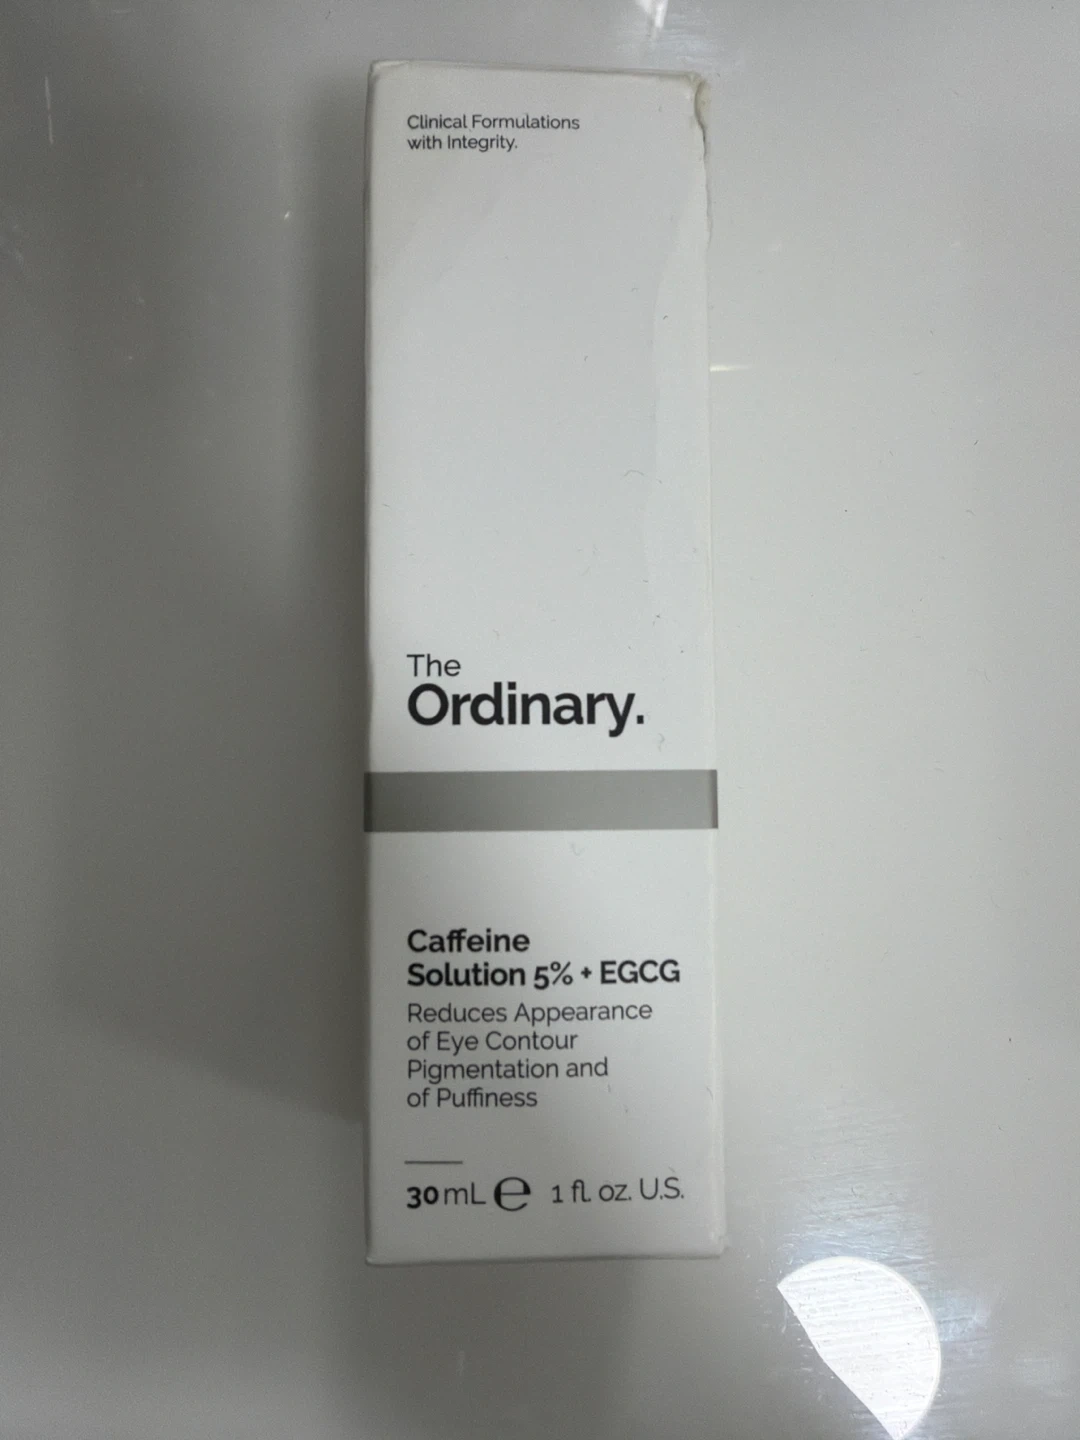 Clinical Formulations
with Integrity.
The
Ordinary.
Caffeine
Solution 5% + EGCG
Reduces Appearance
of Eye Contour
Pigmentation and
of Puffiness
30 mL ℮ 1 fl. oz. U.S.